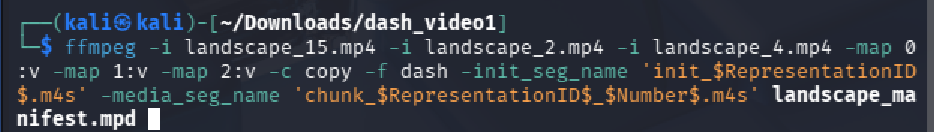 ┌──(kali㉿kali)-[~/Downloads/dash_video1]
└─$ ffmpeg -i landscape_15.mp4 -i landscape_2.mp4 -i landscape_4.mp4 -map 0
:v -map 1:v -map 2:v -c copy -f dash -init_seg_name 'init_$RepresentationID
$.m4s' -media_seg_name 'chunk_$RepresentationID$_$Number$.m4s' landscape_ma
nifest.mpd